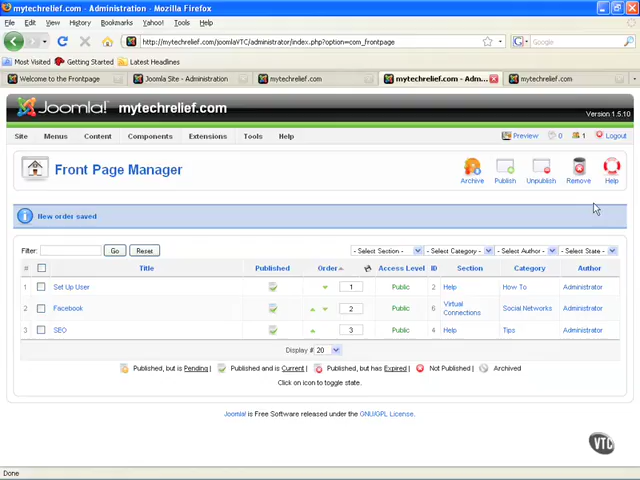 mytechrelief.com - Administration - Mozilla Firefox
File Edit View History Bookmarks Yahoo! Tools Help
http://mytechrelief.com/joomlaVTC/administrator/index.php?option=com_frontpage
Google
Most Visited Getting Started Latest Headlines
Welcome to the Frontpage Joomla Site - Administration mytechrelief.com mytechrelief.com - Adm... mytechrelief.com
Joomla! mytechrelief.com
Version 1.5.10
Site Menus Content Components Extensions Tools Help Preview 0 1 Logout
Front Page Manager
Archive Publish Unpublish Remove Help
New order saved
Filter: Go Reset - Select Section - - Select Category - - Select Author - - Select State -
# Title Published Order Access Level ID Section Category Author
1 Set Up User 1 Public 2 Help How To Administrator
2 Facebook 2 Public 6 Virtual Connections Social Networks Administrator
3 SEO 3 Public 4 Help Tips Administrator
Display # 20
Published, but is Pending | Published and is Current | Published, but has Expired | Not Published | Archived
Click on icon to toggle state.
Joomla! is Free Software released under the GNU/GPL License.
VTC
Done